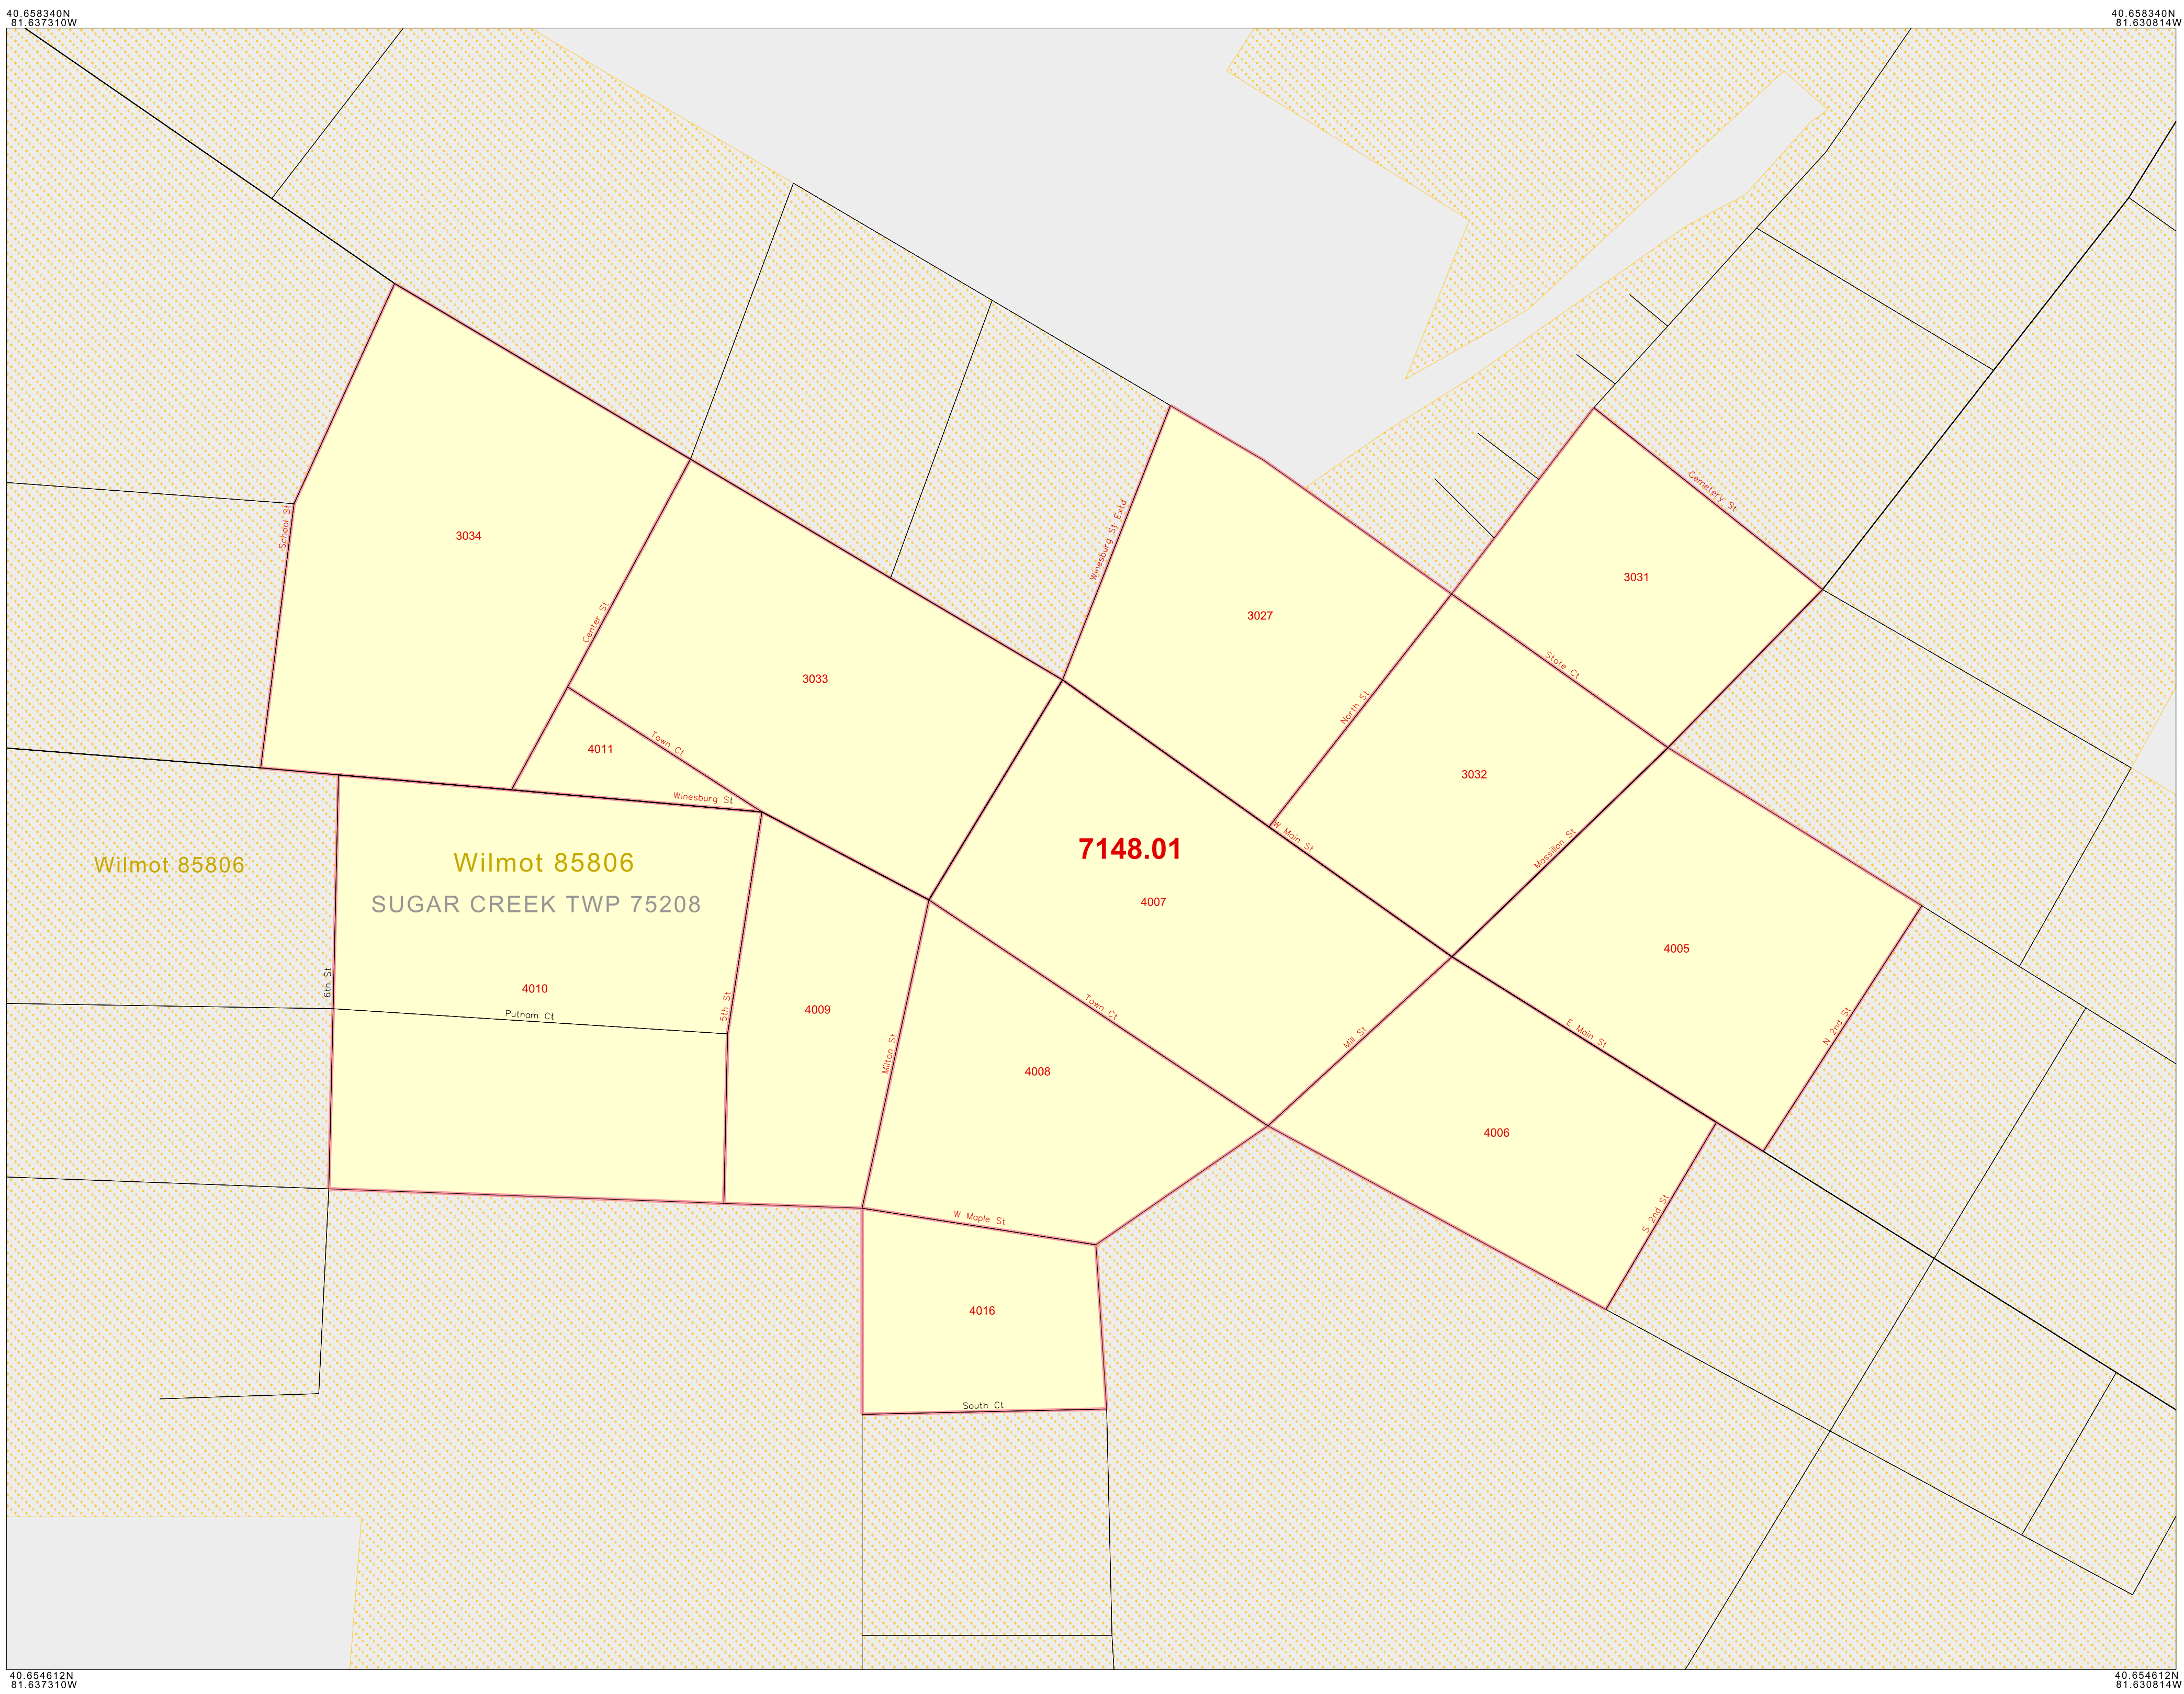 40.658340N
81.637310W
40.658340N
81.630814W
Cemetery St
School St
Winesburg St Extd
3034
3031
Center St
3027
State Ct
3033
North St
Town Ct
4011
3032
Winesburg St
W Main St
Massillon St
7148.01
Wilmot 85806
Wilmot 85806
SUGAR CREEK TWP 75208
4007
4005
6th St
4010
5th St
4009
Putnam Ct
Town Ct
E Main St
N 2nd St
Mill St
Milton St
4008
4006
W Maple St
S 2nd St
4016
South Ct
40.654612N
81.637310W
40.654612N
81.630814W